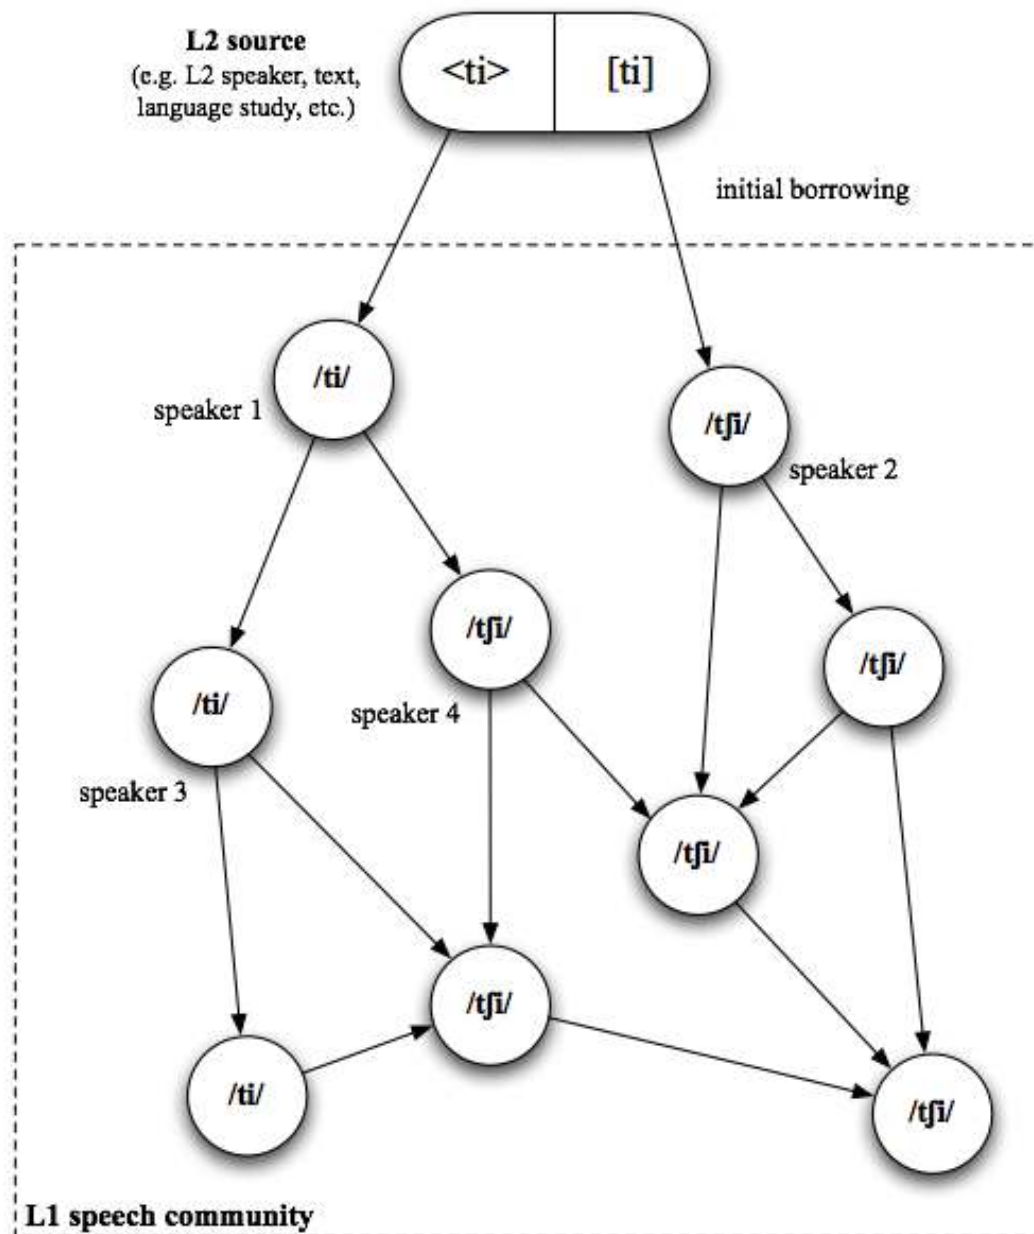 L2 source
(e.g. L2 speaker, text,
language study, etc.)
<ti>
[ti]
initial borrowing
/ti/
speaker 1
/tʃi/
speaker 2
/tʃi/
speaker 4
/tʃi/
/ti/
speaker 3
/tʃi/
/tʃi/
/ti/
/tʃi/
L1 speech community